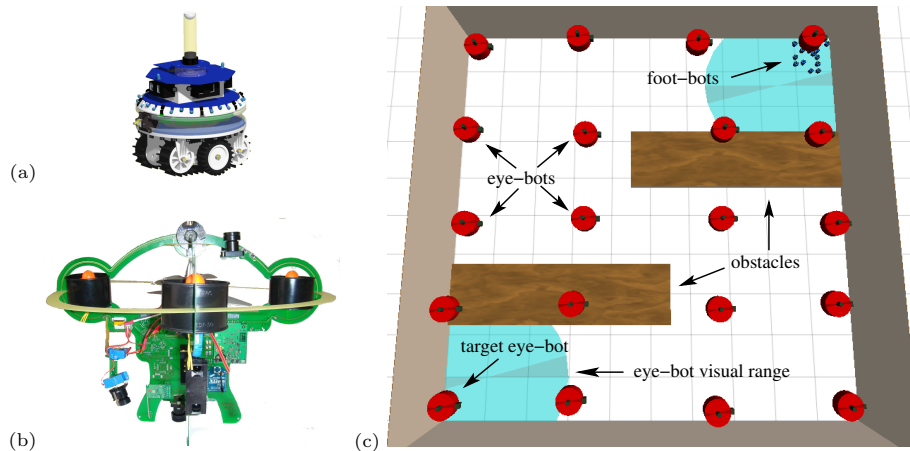 (a)
(b)
(c)
foot−bots
eye−bots
obstacles
target eye−bot
eye−bot visual range